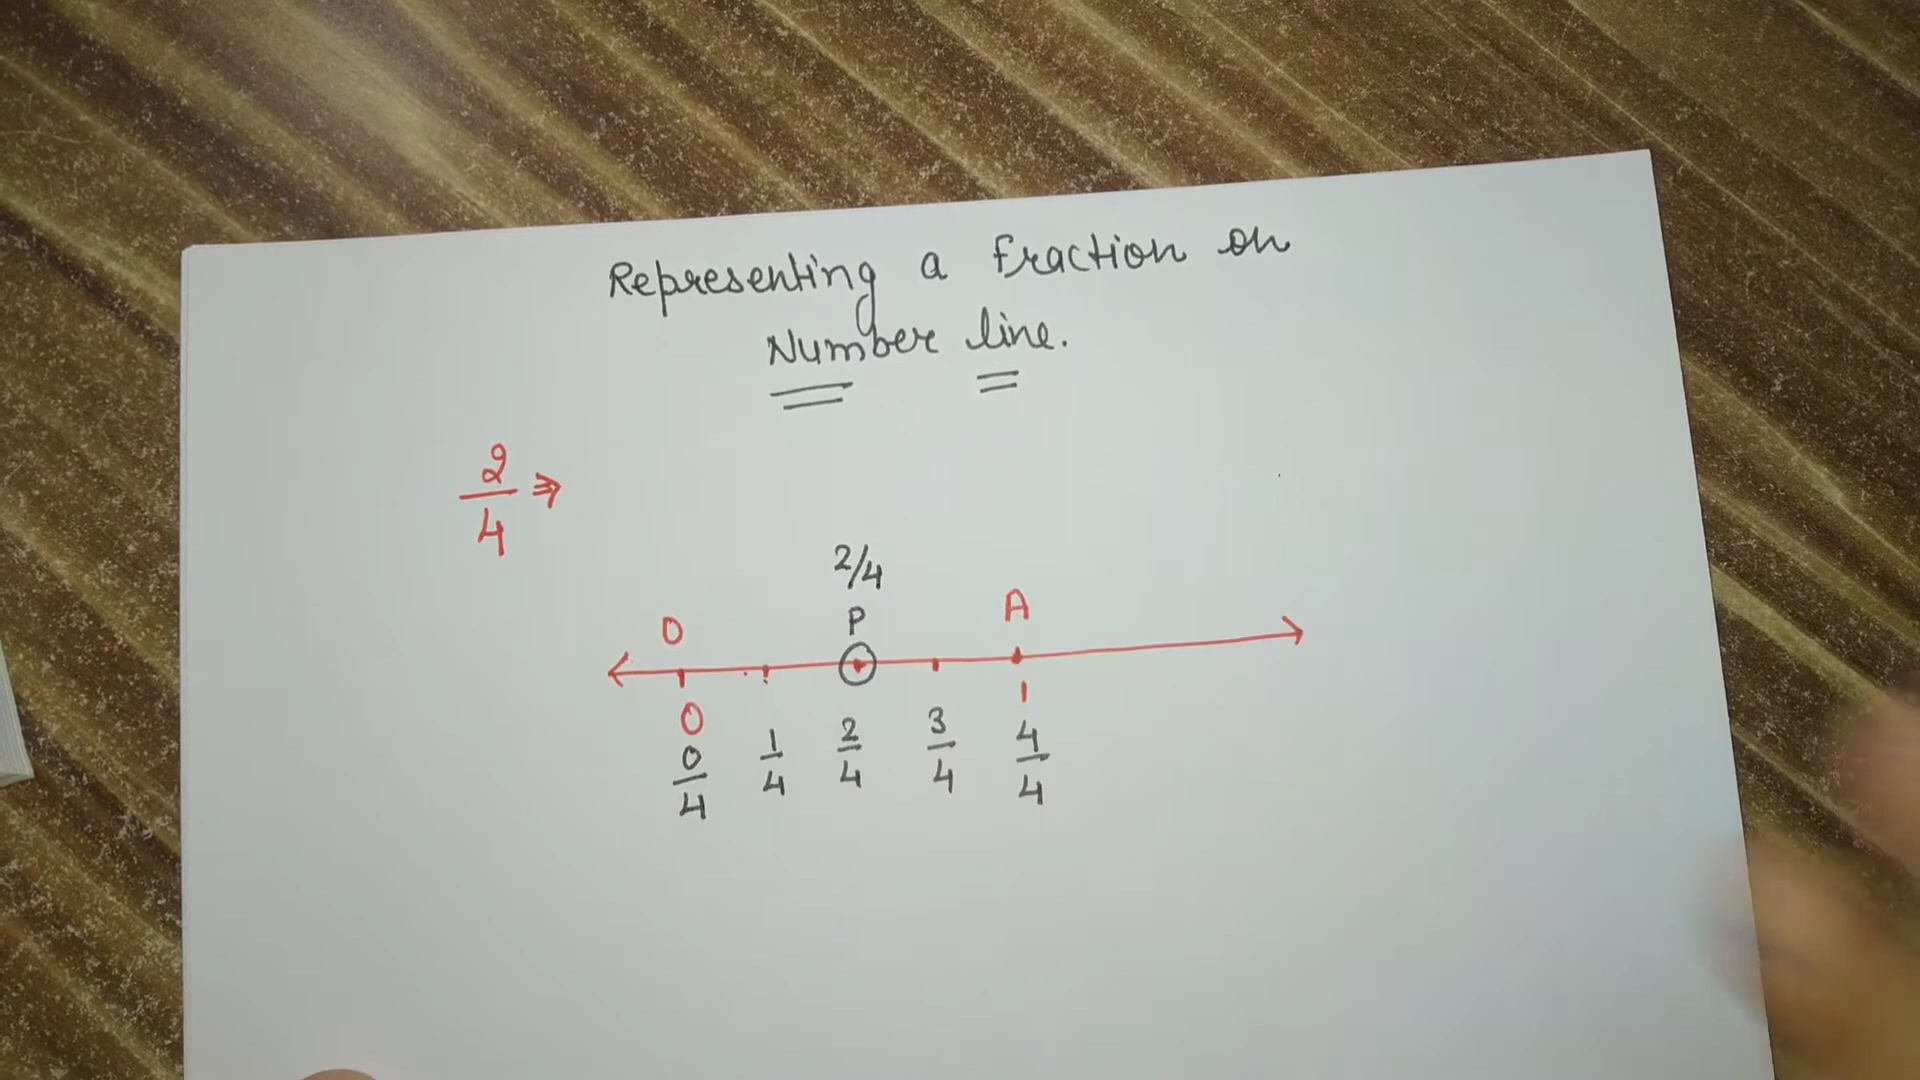 Representing a fraction on
Number line.
2/4 ⇒
2/4
O P A
0 1
0/4 1/4 2/4 3/4 4/4